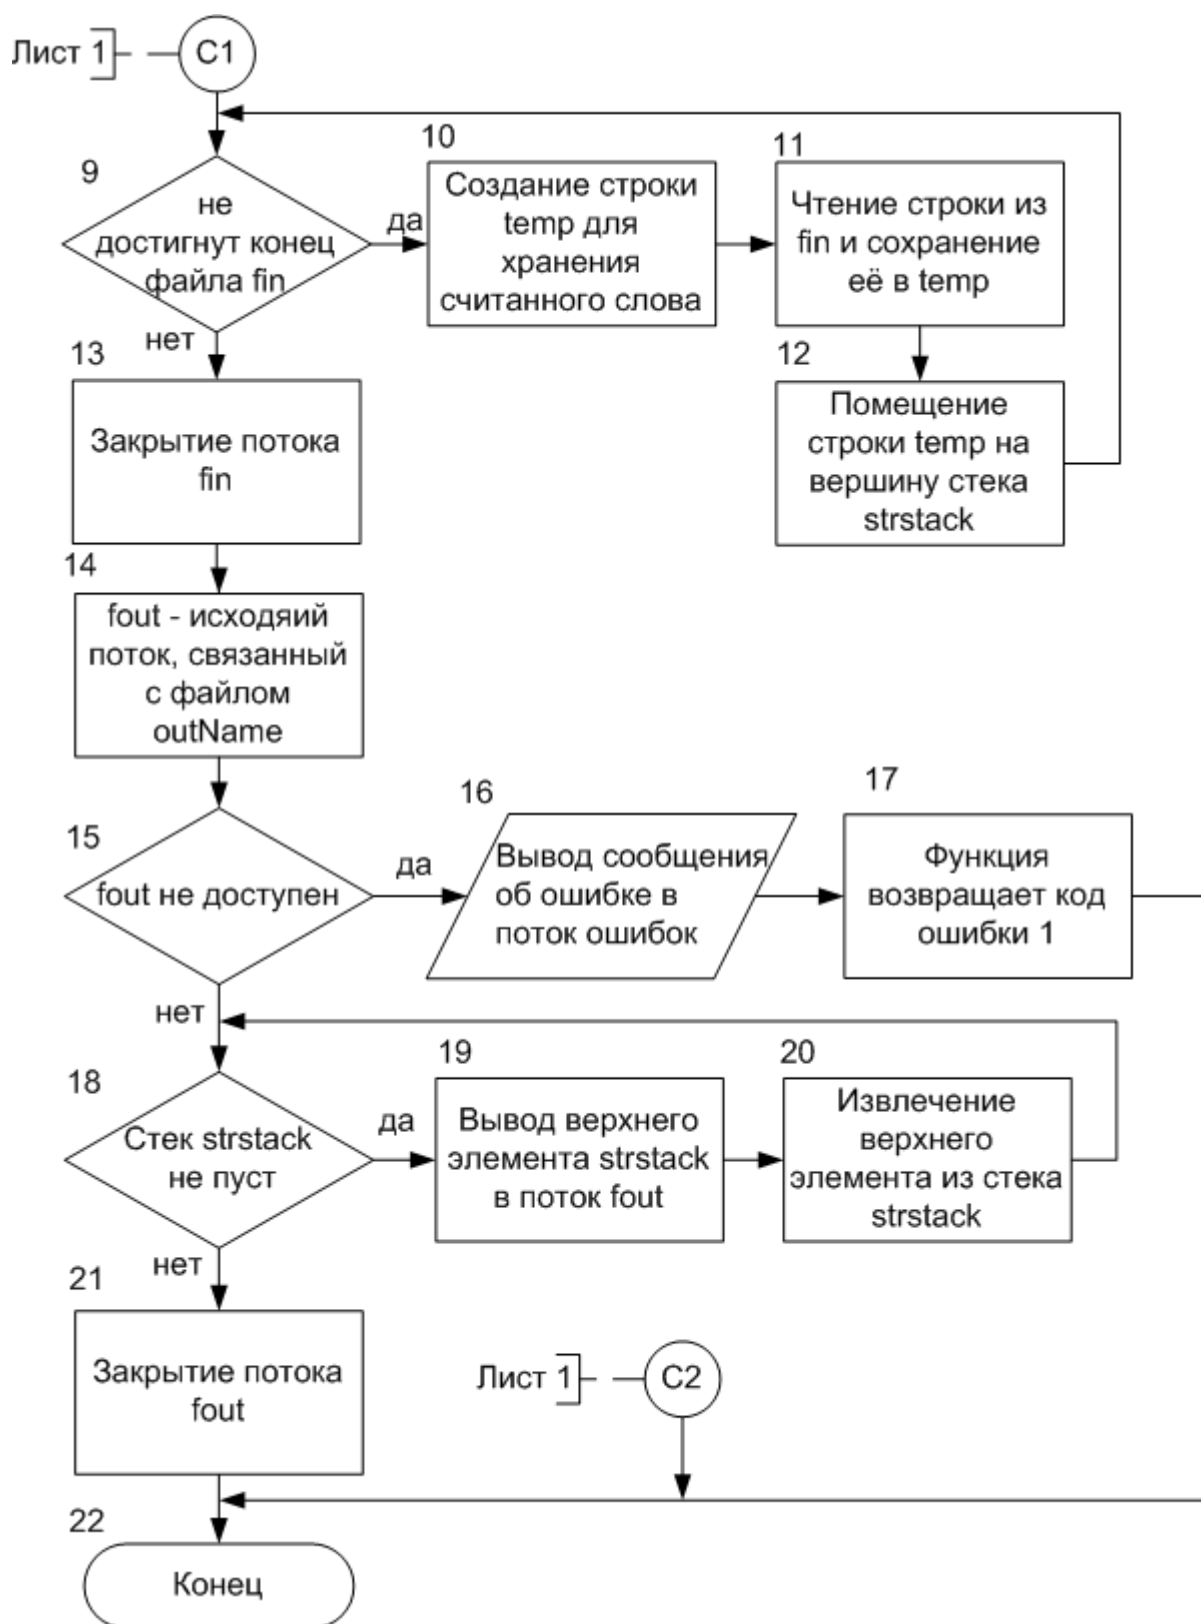 Лист 1
C1
9
не
достигнут конец
файла fin
да
10
Создание строки
temp для
хранения
считанного слова
11
Чтение строки из
fin и сохранение
её в temp
12
Помещение
строки temp на
вершину стека
strstack
нет
13
Закрытие потока
fin
14
fout - исходяий
поток, связанный
с файлом
outName
15
fout не доступен
да
16
Вывод сообщения
об ошибке в
поток ошибок
17
Функция
возвращает код
ошибки 1
нет
18
Стек strstack
не пуст
да
19
Вывод верхнего
элемента strstack
в поток fout
20
Извлечение
верхнего
элемента из стека
strstack
нет
21
Закрытие потока
fout
Лист 1
C2
22
Конец